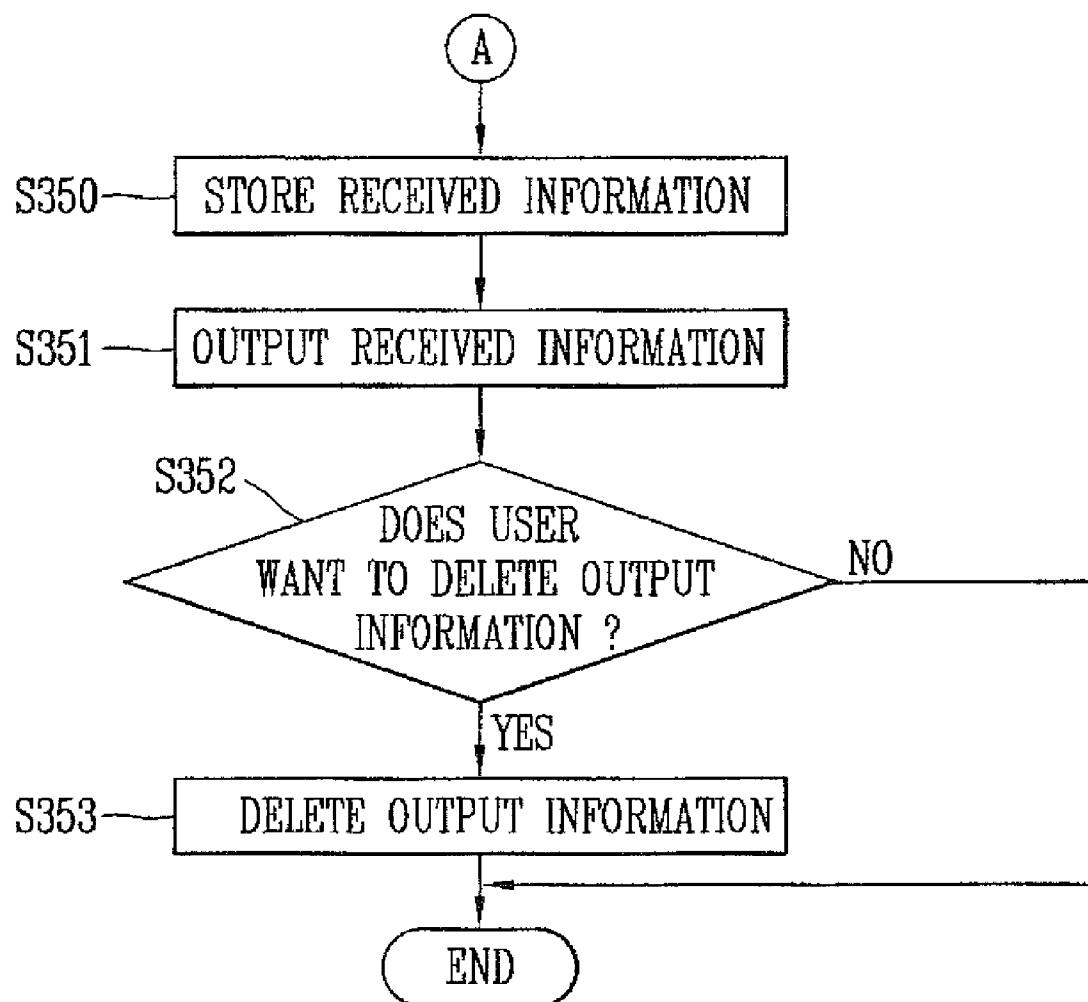 A
S350
STORE RECEIVED INFORMATION
S351
OUTPUT RECEIVED INFORMATION
S352
DOES USER
WANT TO DELETE OUTPUT
INFORMATION ?
NO
YES
S353
DELETE OUTPUT INFORMATION
END